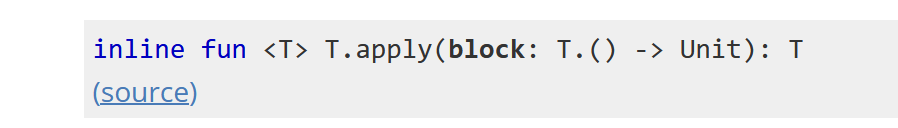 inline fun <T> T.apply(block: T.() -> Unit): T
(source)